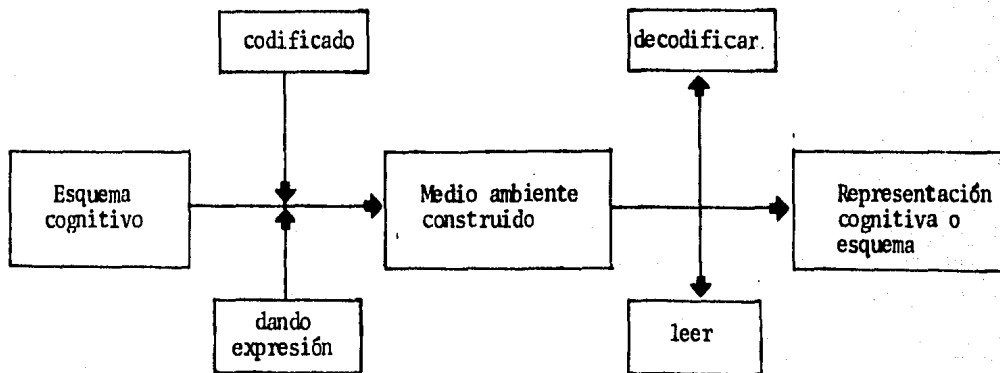 codificado
decodificar.
Esquema
cognitivo
Medio ambiente
construido
Representación
cognitiva o
esquema
dando
expresión
leer